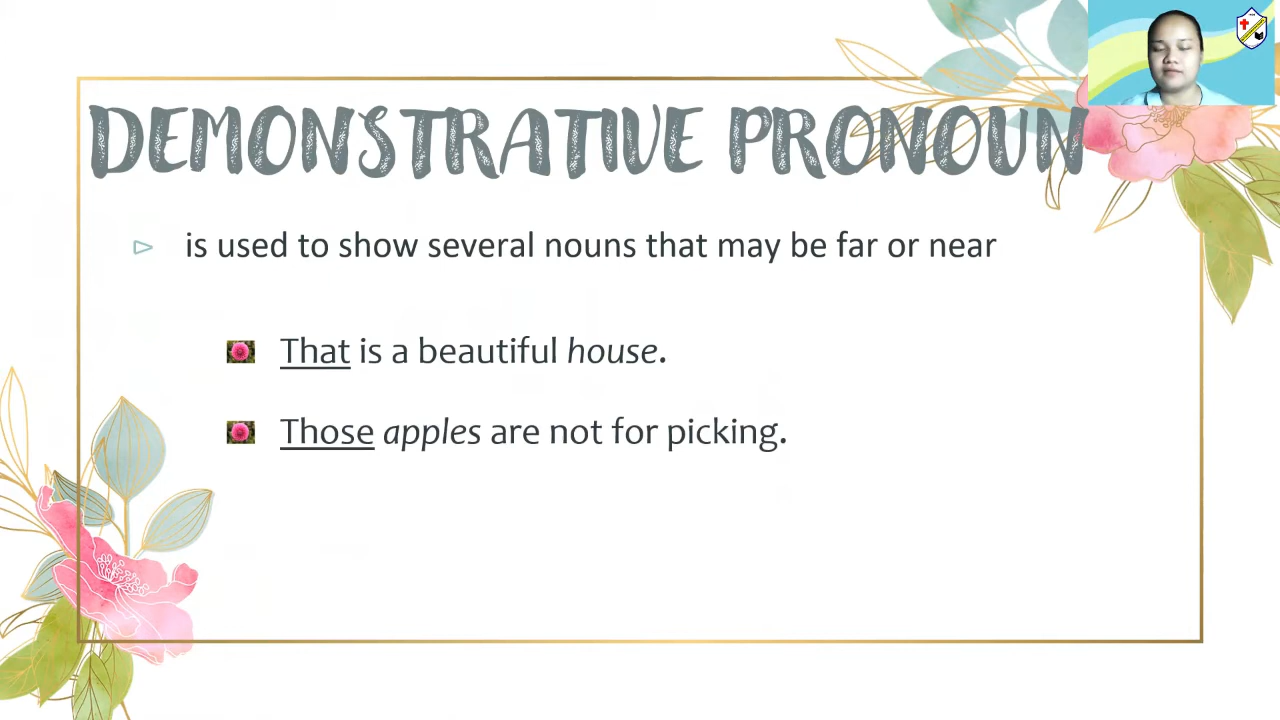 DEMONSTRATIVE PRONOUN
is used to show several nouns that may be far or near
That is a beautiful house.
Those apples are not for picking.